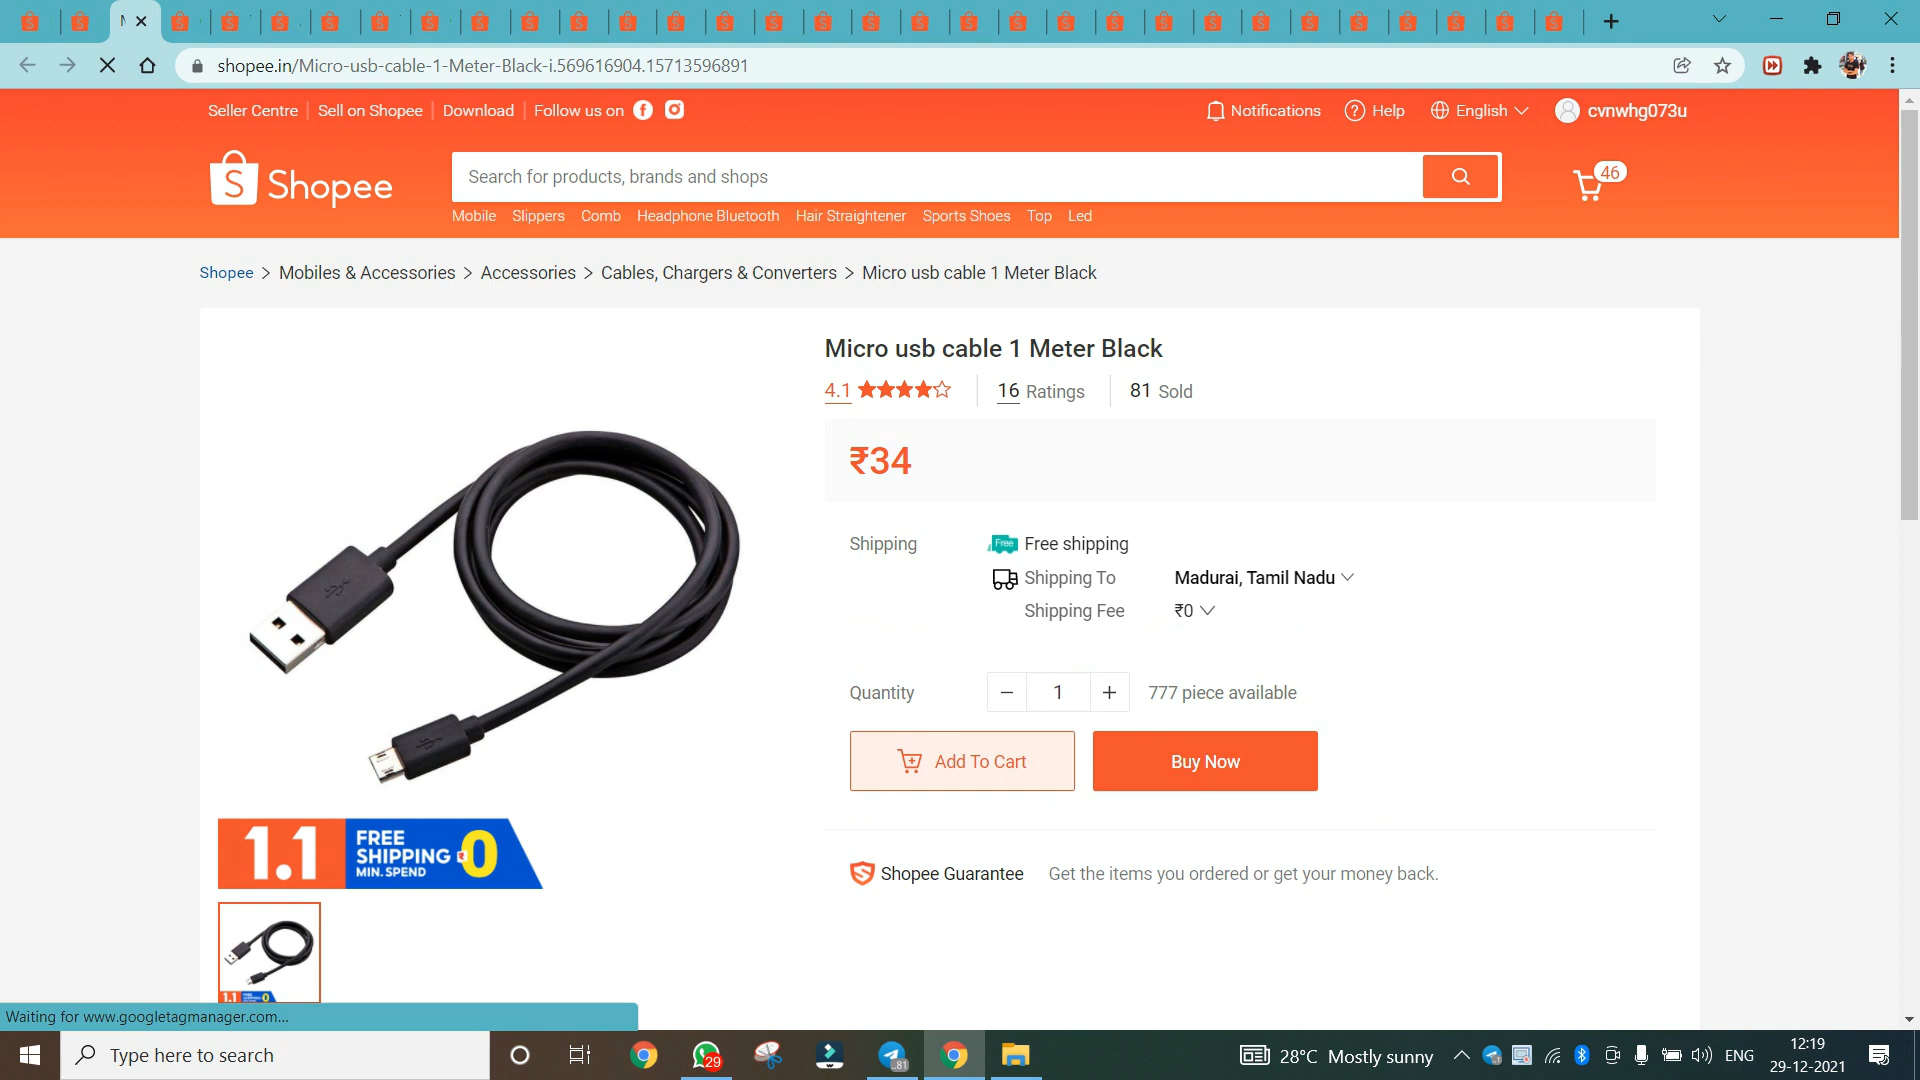 shopee.in/Micro-usb-cable-1-Meter-Black-i.569616904.15713596891
Seller Centre | Sell on Shopee | Download | Follow us on
Notifications Help English cvnwhg073u
Shopee
Search for products, brands and shops
46
Mobile Slippers Comb Headphone Bluetooth Hair Straightener Sports Shoes Top Led
Shopee > Mobiles & Accessories > Accessories > Cables, Chargers & Converters > Micro usb cable 1 Meter Black
Micro usb cable 1 Meter Black
4.1 16 Ratings 81 Sold
₹34
Shipping Free Free shipping
Shipping To Madurai, Tamil Nadu
Shipping Fee ₹0
Quantity 1 777 piece available
Add To Cart Buy Now
1.1 FREE SHIPPING MIN. SPEND ₹0
Shopee Guarantee Get the items you ordered or get your money back.
1.1
Waiting for www.googletagmanager.com...
Type here to search
29
81
28°C Mostly sunny
ENG
12:19
29-12-2021